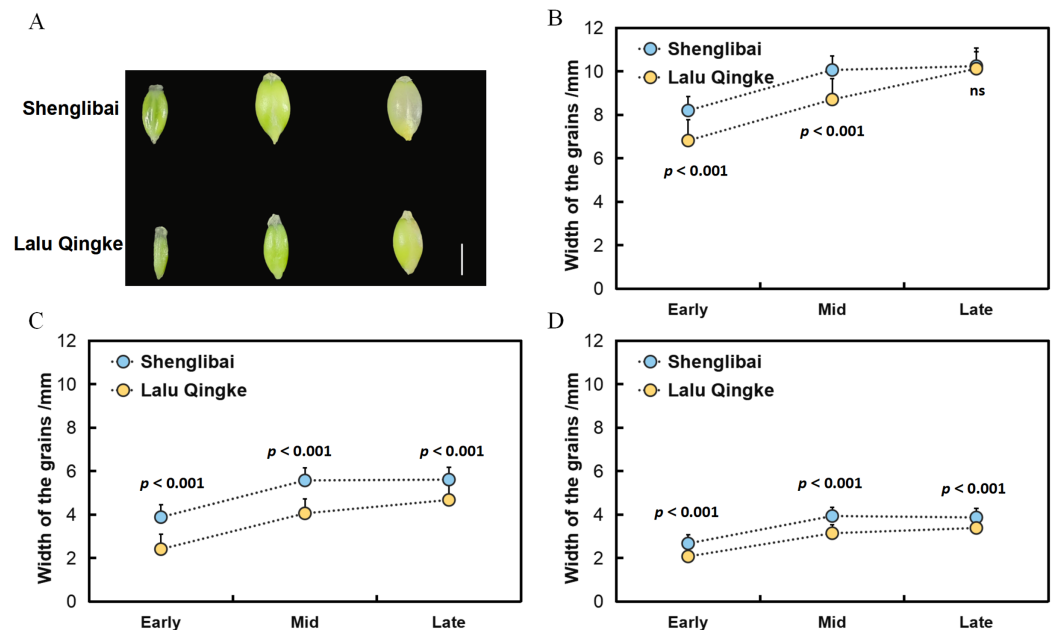 A
Shenglibai
Lalu Qingke
B
Width of the grains /mm
12
10
8
6
4
2
0
Shenglibai
Lalu Qingke
p < 0.001
p < 0.001
ns
Early
Mid
Late
C
Width of the grains /mm
12
10
8
6
4
2
0
Shenglibai
Lalu Qingke
p < 0.001
p < 0.001
p < 0.001
Early
Mid
Late
D
Width of the grains /mm
12
10
8
6
4
2
0
Shenglibai
Lalu Qingke
p < 0.001
p < 0.001
p < 0.001
Early
Mid
Late